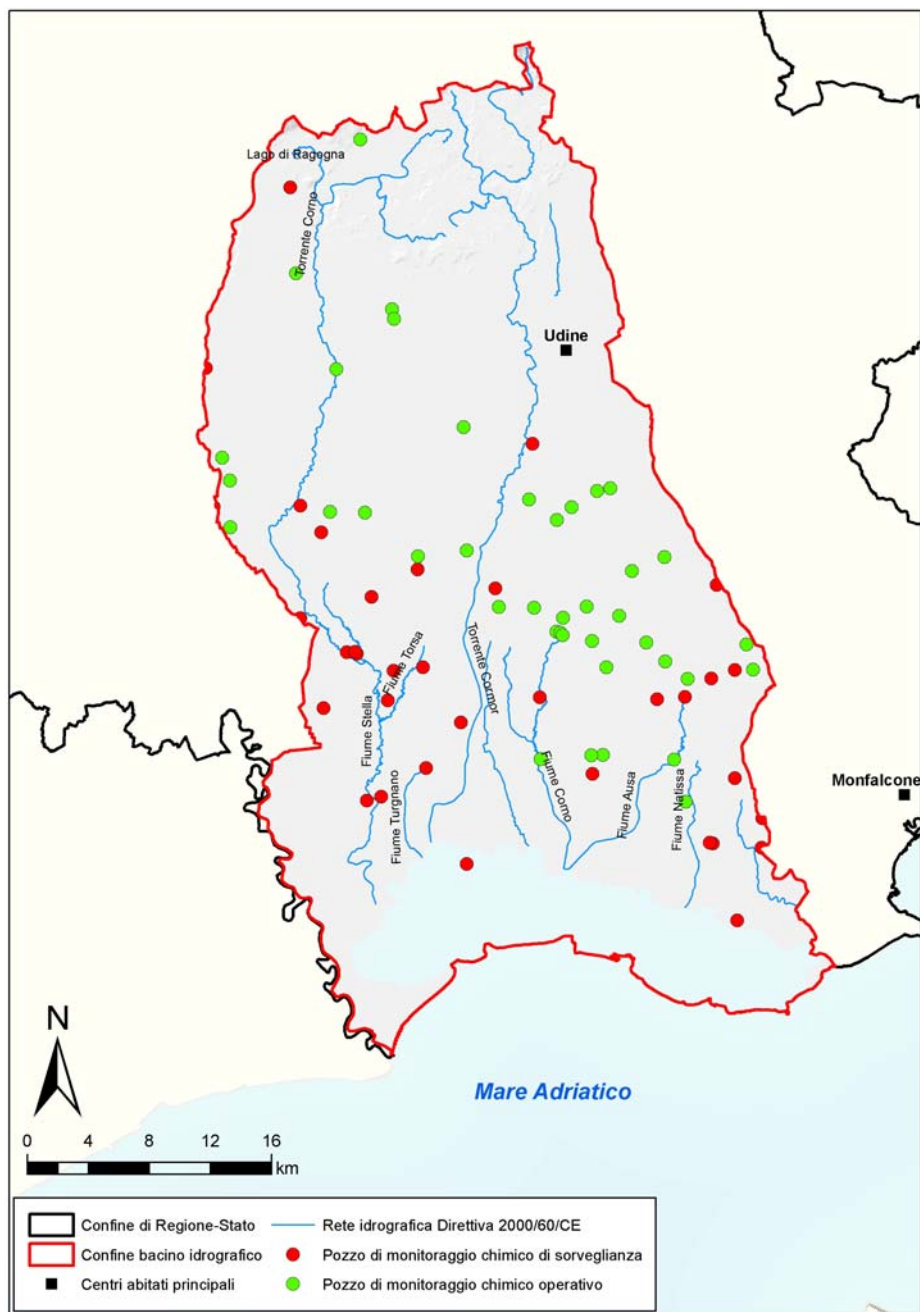 Lago di Ragogna
Torrente Corno
Udine
Fiume Torsa
Torrente Cormor
Fiume Stella
Fiume Turgnano
Fiume Corno
Fiume Ausa
Fiume Natissa
Monfalcone
N
Mare Adriatico
0 4 8 12 16
km
Confine di Regione-Stato
Rete idrografica Direttiva 2000/60/CE
Confine bacino idrografico
Pozzo di monitoraggio chimico di sorveglianza
Centri abitati principali
Pozzo di monitoraggio chimico operativo